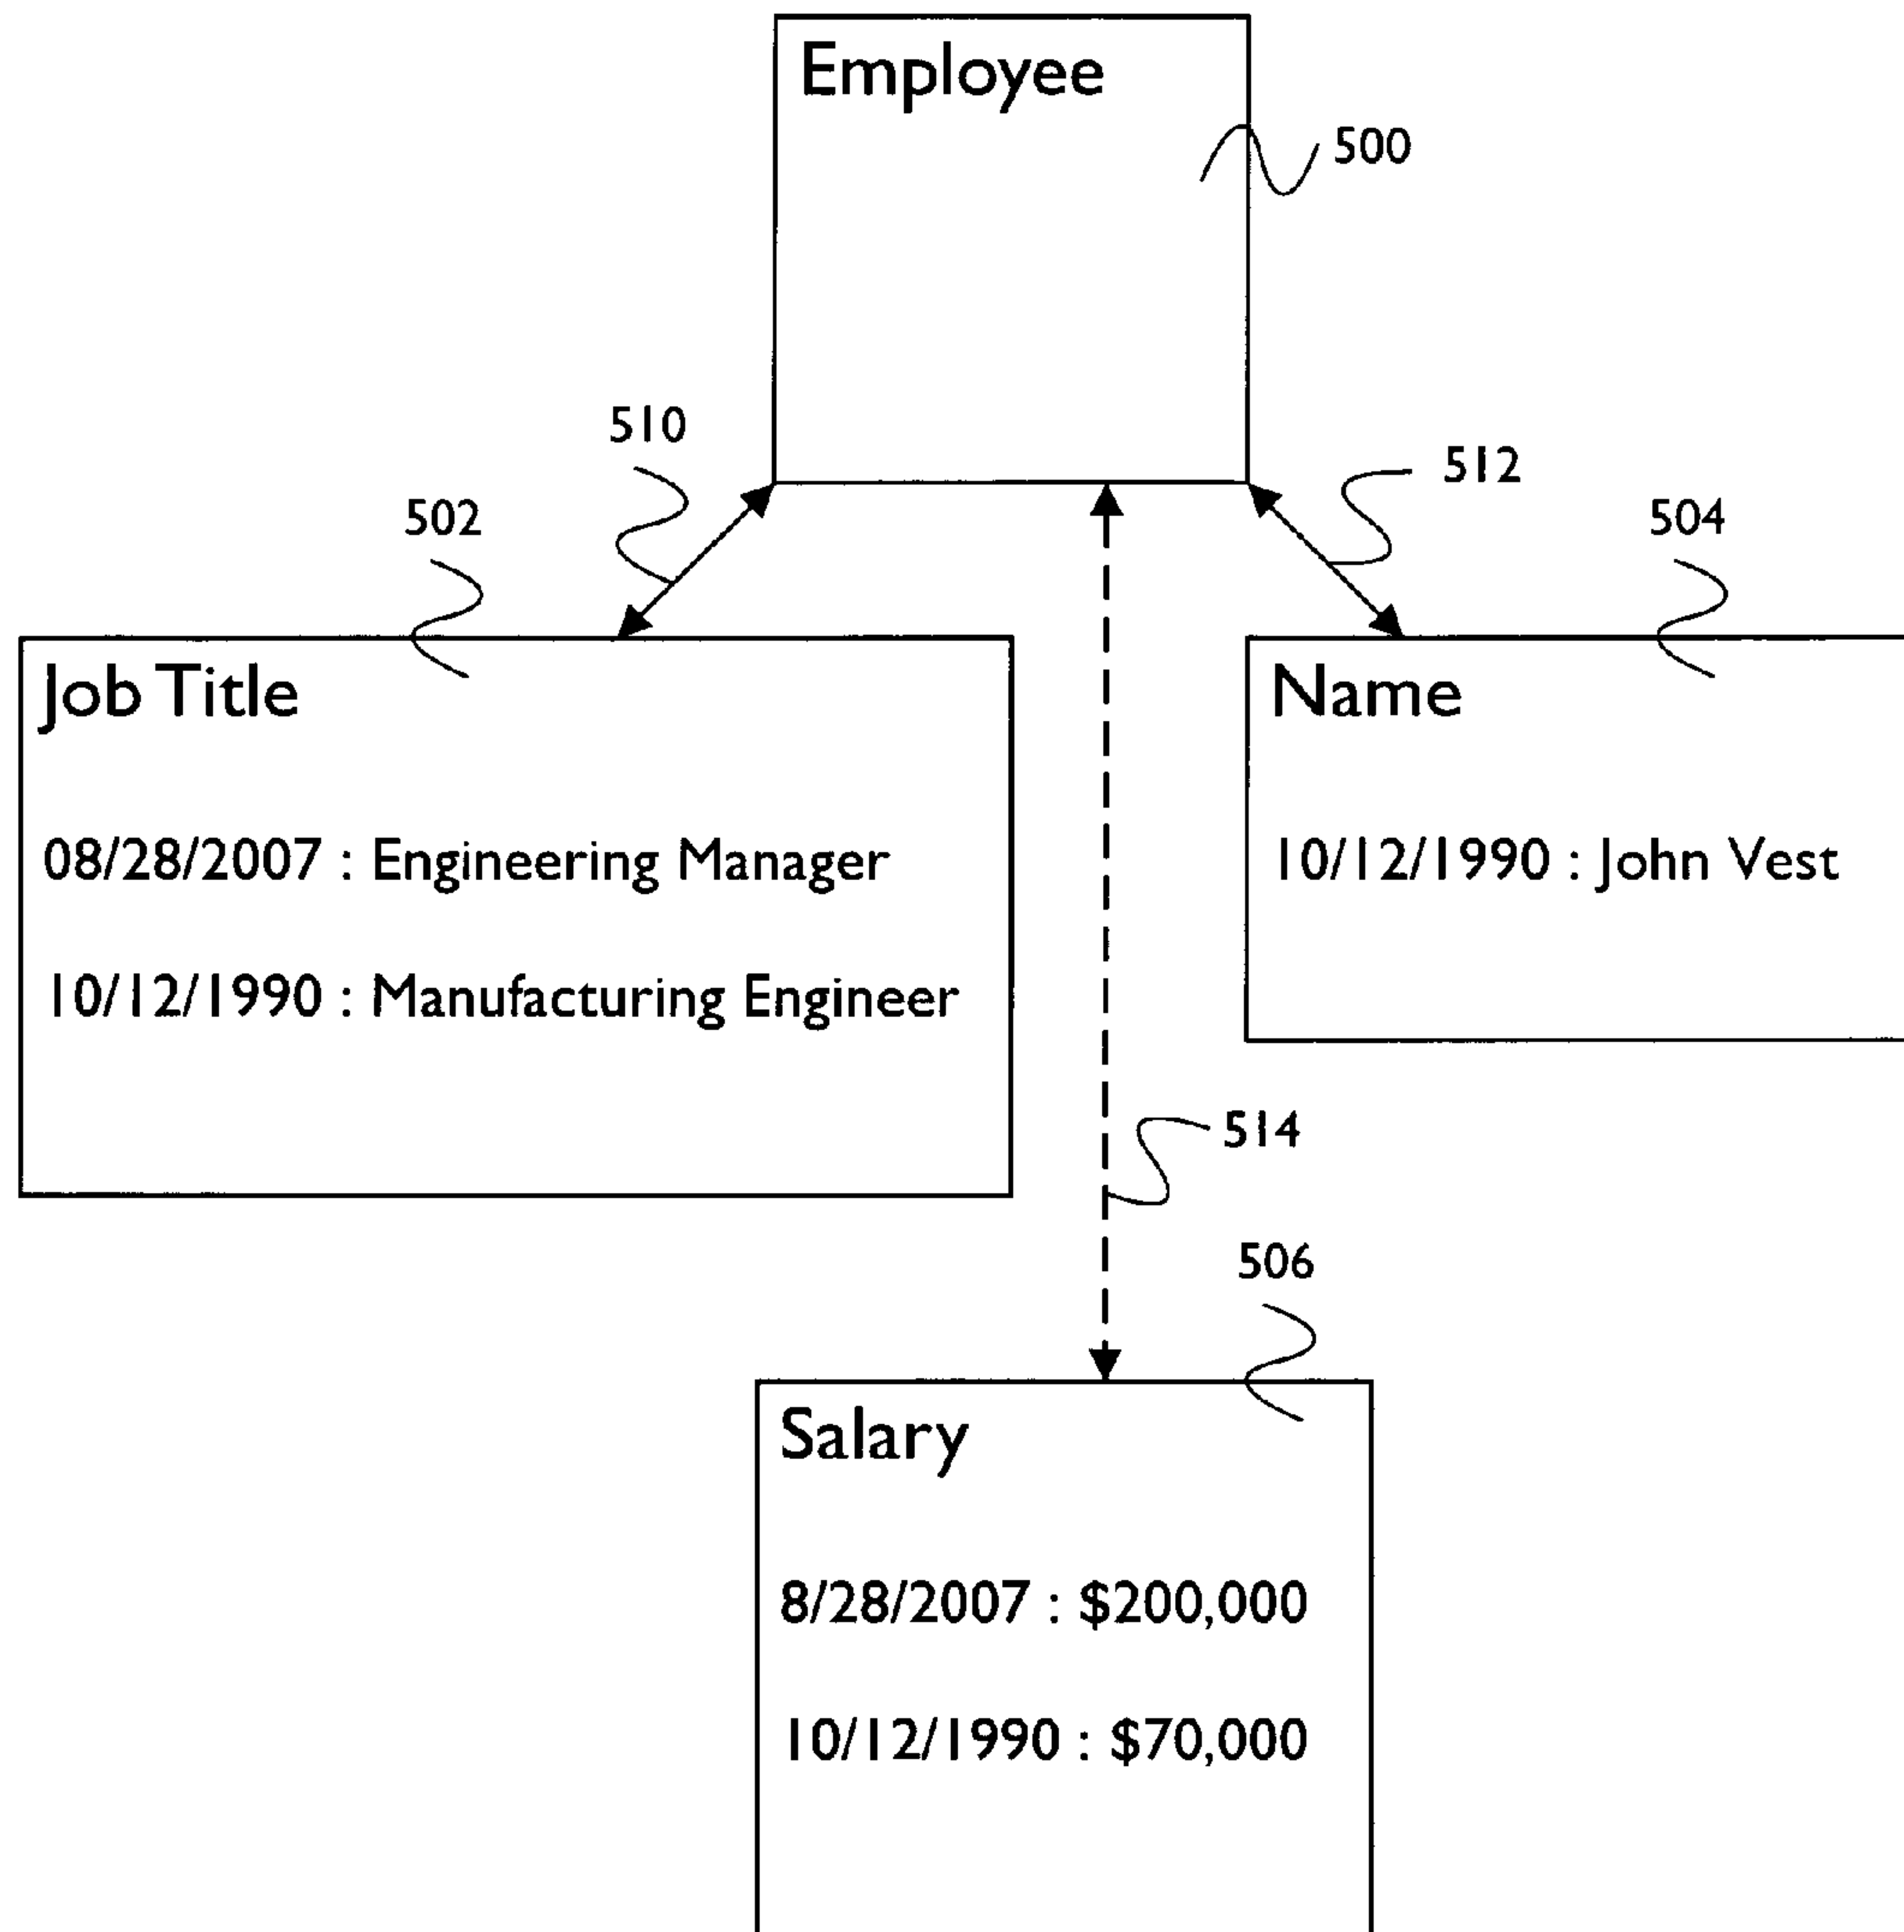 Employee
500
510
512
502
504
Job Title
08/28/2007 : Engineering Manager
10/12/1990 : Manufacturing Engineer
Name
10/12/1990 : John Vest
514
506
Salary
8/28/2007 : $200,000
10/12/1990 : $70,000